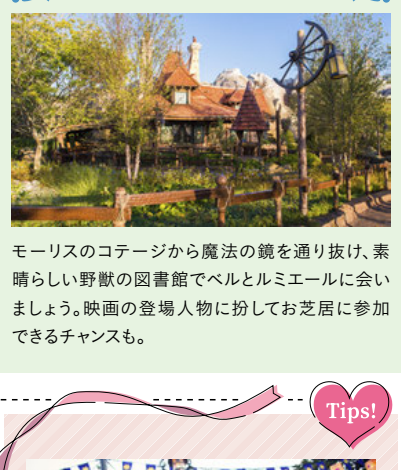 モーリスのコテージから魔法の鏡を通り抜け、素
晴らしい野獣の図書館でベルとルミエールに会い
ましょう。映画の登場人物に扮してお芝居に参加
できるチャンスも。
Tips!